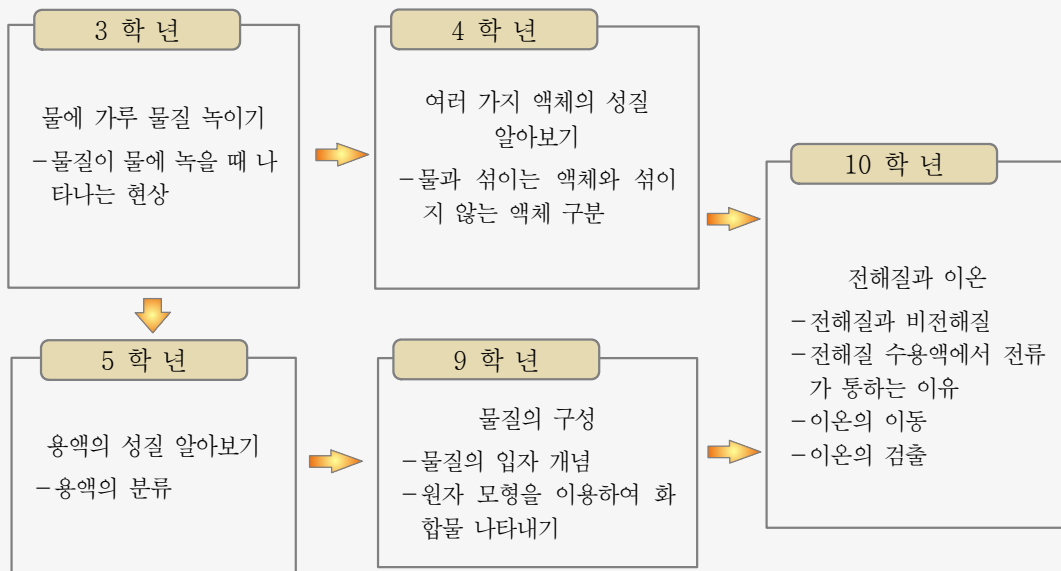 3 학 년
물에 가루 물질 녹이기
-물질이 물에 녹을 때 나
타나는 현상
4 학 년
여러 가지 액체의 성질
알아보기
-물과 섞이는 액체와 섞이
지 않는 액체 구분
5 학 년
용액의 성질 알아보기
-용액의 분류
9 학 년
물질의 구성
-물질의 입자 개념
-원자 모형을 이용하여 화
합물 나타내기
10 학 년
전해질과 이온
-전해질과 비전해질
-전해질 수용액에서 전류
가 통하는 이유
-이온의 이동
-이온의 검출